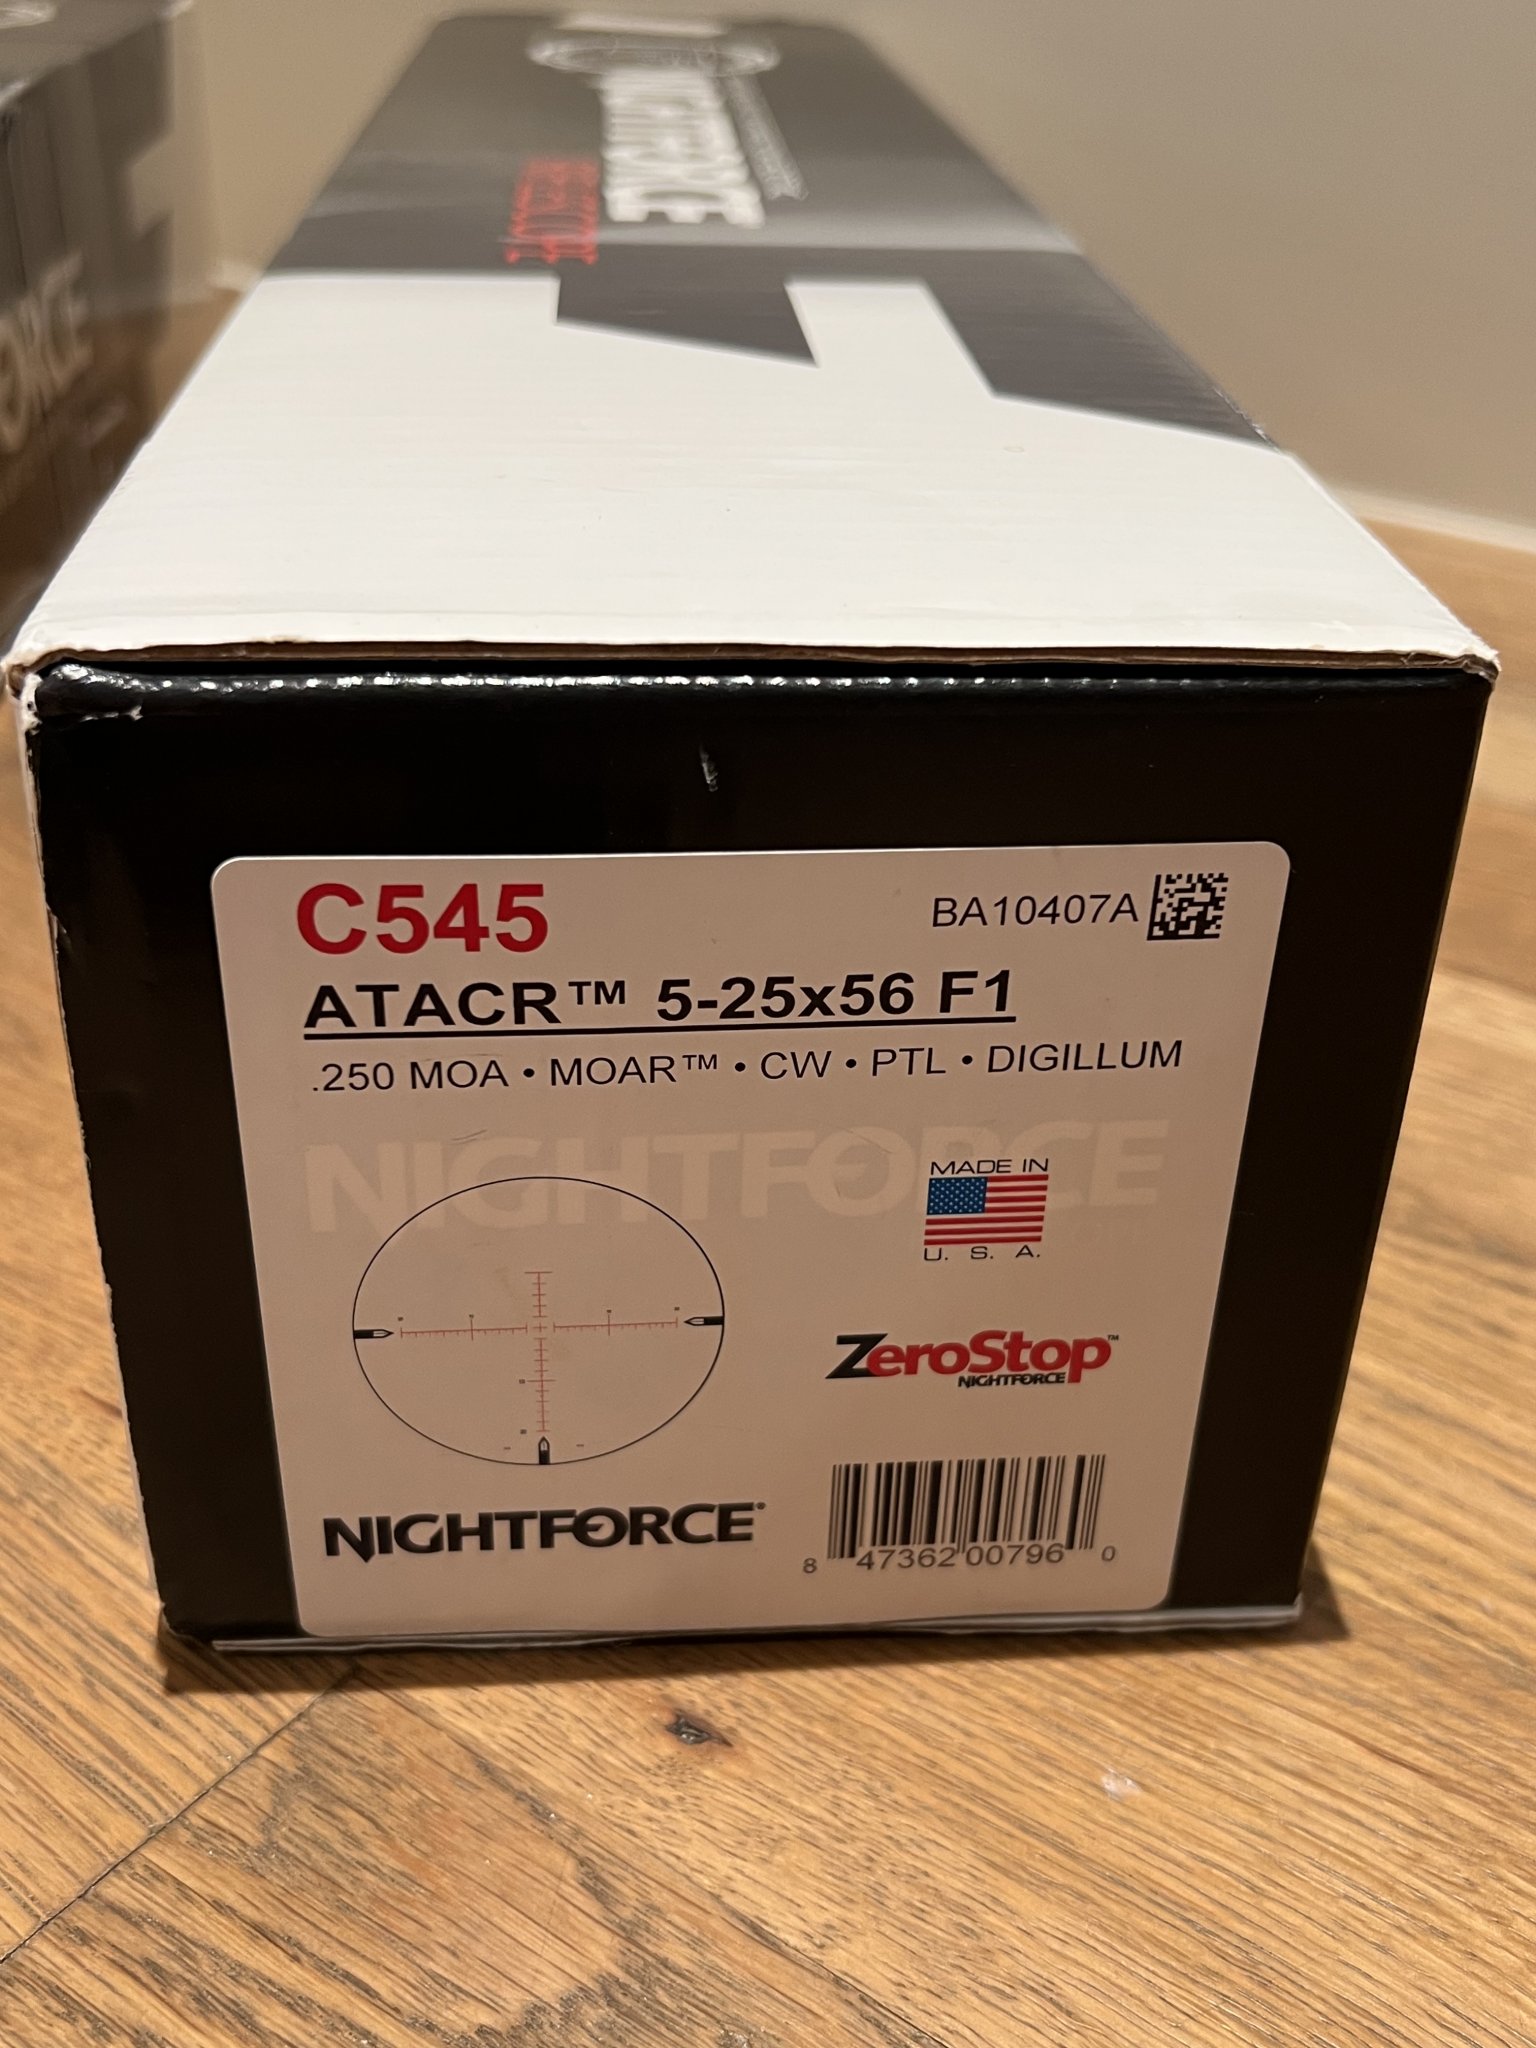 NIGHTFORCE
FORCE
C545
BA10407A
ATACR™ 5-25x56 F1
.250 MOA • MOAR™ • CW • PTL • DIGILLUM
NIGHTFORCE
MADE IN
U. S. A.
ZeroStop™
NIGHTFORCE
NIGHTFORCE®
8 47362 00796 0